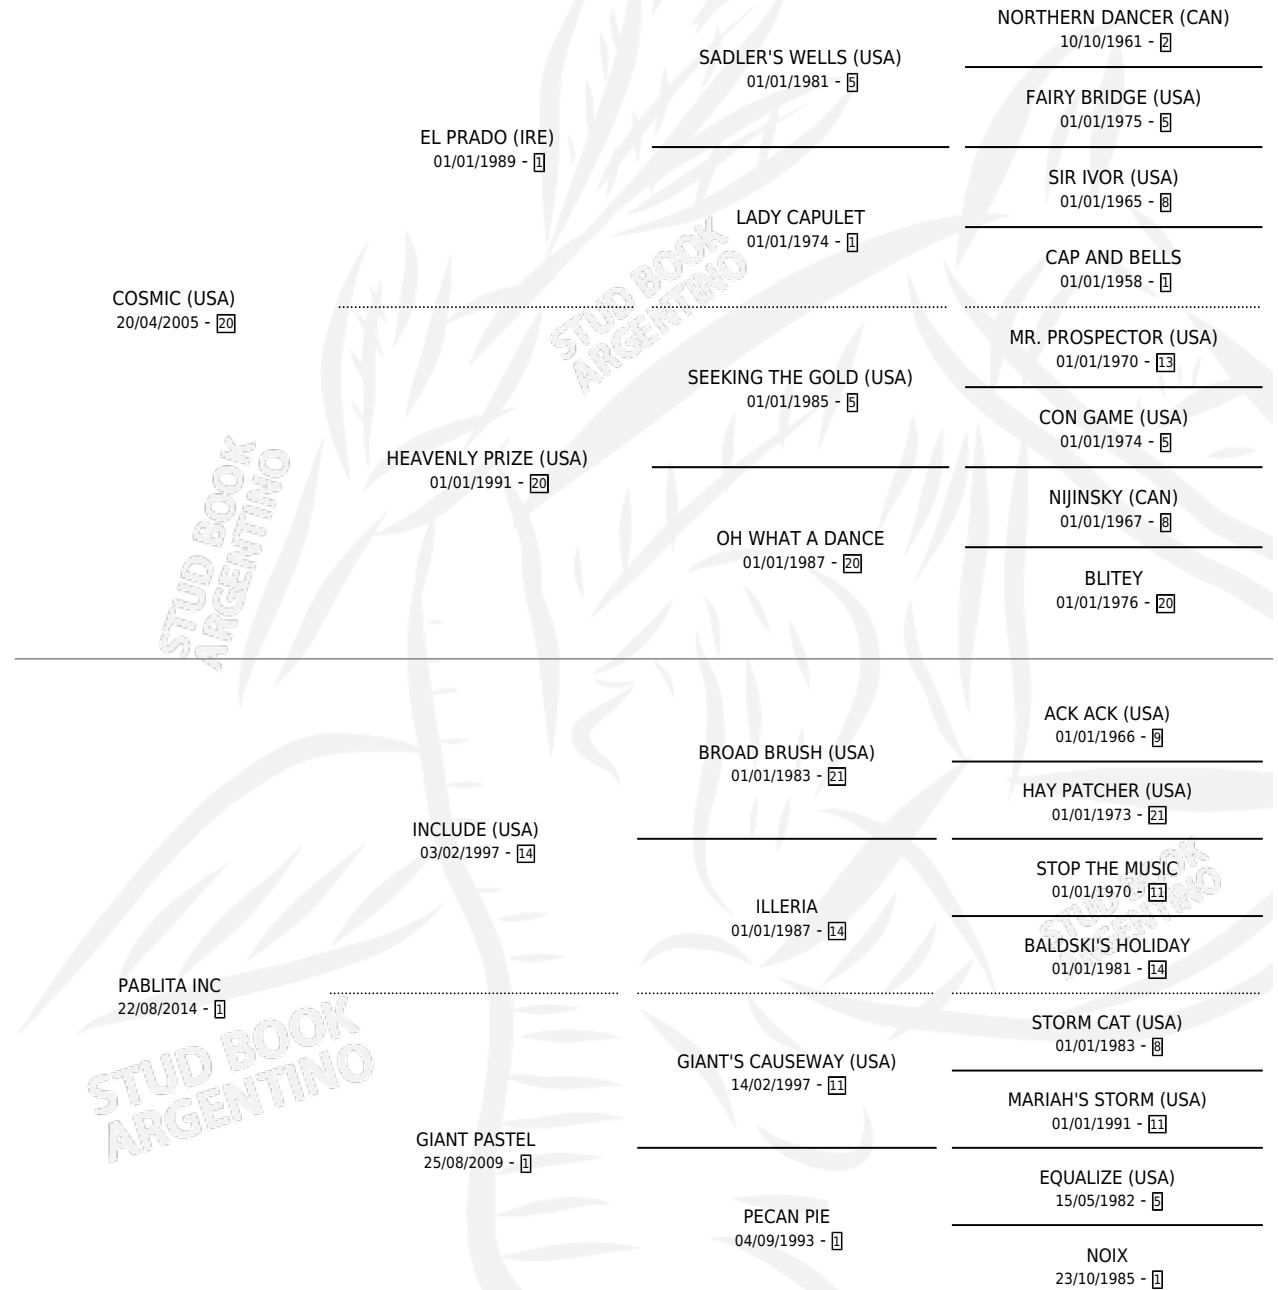 NORTHERN DANCER (CAN)
10/10/1961 - 2
SADLER'S WELLS (USA)
01/01/1981 - 5
FAIRY BRIDGE (USA)
01/01/1975 - 5
EL PRADO (IRE)
01/01/1989 - 1
SIR IVOR (USA)
01/01/1965 - 8
LADY CAPULET
01/01/1974 - 1
CAP AND BELLS
01/01/1958 - 1
COSMIC (USA)
20/04/2005 - 20
MR. PROSPECTOR (USA)
01/01/1970 - 13
SEEKING THE GOLD (USA)
01/01/1985 - 5
CON GAME (USA)
01/01/1974 - 5
HEAVENLY PRIZE (USA)
01/01/1991 - 20
NIJINSKY (CAN)
01/01/1967 - 8
OH WHAT A DANCE
01/01/1987 - 20
BLITEY
01/01/1976 - 20
STUD BOOK
ARGENTINO
STUD BOOK
ARGENTINO
ACK ACK (USA)
01/01/1966 - 9
BROAD BRUSH (USA)
01/01/1983 - 21
HAY PATCHER (USA)
01/01/1973 - 21
INCLUDE (USA)
03/02/1997 - 14
STOP THE MUSIC
01/01/1970 - 11
ILLERIA
01/01/1987 - 14
BALDSKI'S HOLIDAY
01/01/1981 - 14
STUD BOOK
ARGENTINO
PABLITA INC
22/08/2014 - 1
STORM CAT (USA)
01/01/1983 - 8
GIANT'S CAUSEWAY (USA)
14/02/1997 - 11
MARIAH'S STORM (USA)
01/01/1991 - 11
GIANT PASTEL
25/08/2009 - 1
EQUALIZE (USA)
15/05/1982 - 5
PECAN PIE
04/09/1993 - 1
NOIX
23/10/1985 - 1
STUD BOOK
ARGENTINO